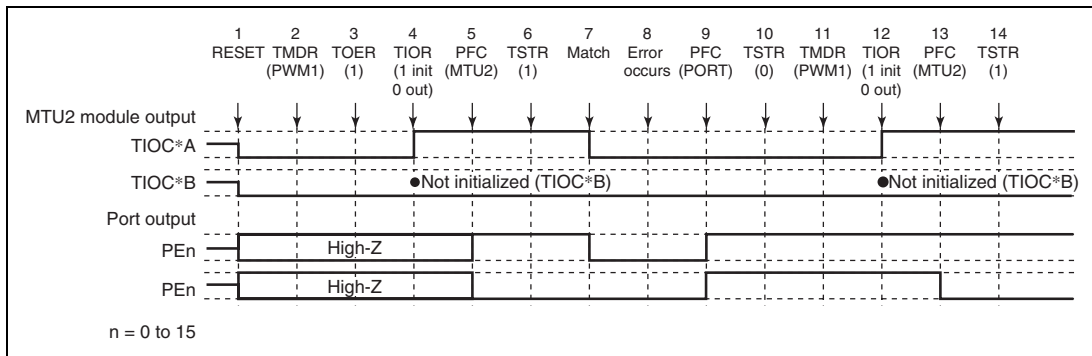 1 2 3 4 5 6 7 8 9 10 11 12 13 14
RESET TMDR TOER TIOR PFC TSTR Match Error PFC TSTR TMDR TIOR PFC TSTR
(PWM1) (1) (1 init (MTU2) (1) occurs (PORT) (0) (PWM1) (1 init (MTU2) (1)
0 out) 0 out)
MTU2 module output
TIOC*A
TIOC*B ●Not initialized (TIOC*B) ●Not initialized (TIOC*B)
Port output
PEn High-Z
PEn High-Z
n = 0 to 15